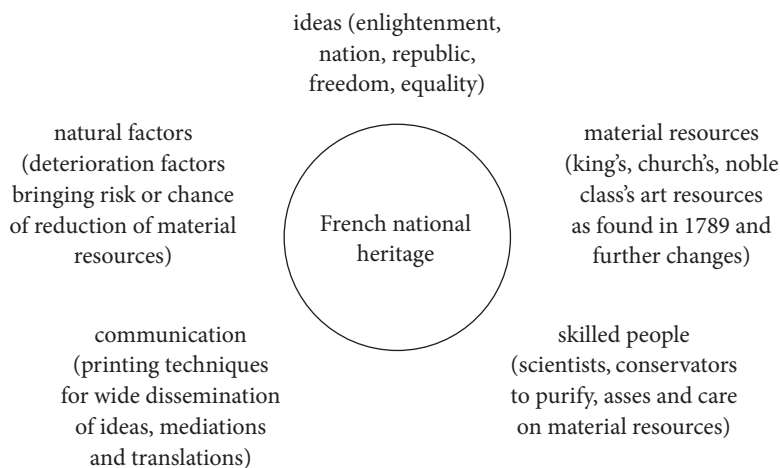 ideas (enlightenment,
nation, republic,
freedom, equality)
natural factors
(deterioration factors
bringing risk or chance
of reduction of material
resources)
material resources
(king's, church's, noble
class's art resources
as found in 1789 and
further changes)
French national
heritage
communication
(printing techniques
for wide dissemination
of ideas, mediations
and translations)
skilled people
(scientists, conservators
to purify, asses and care
on material resources)